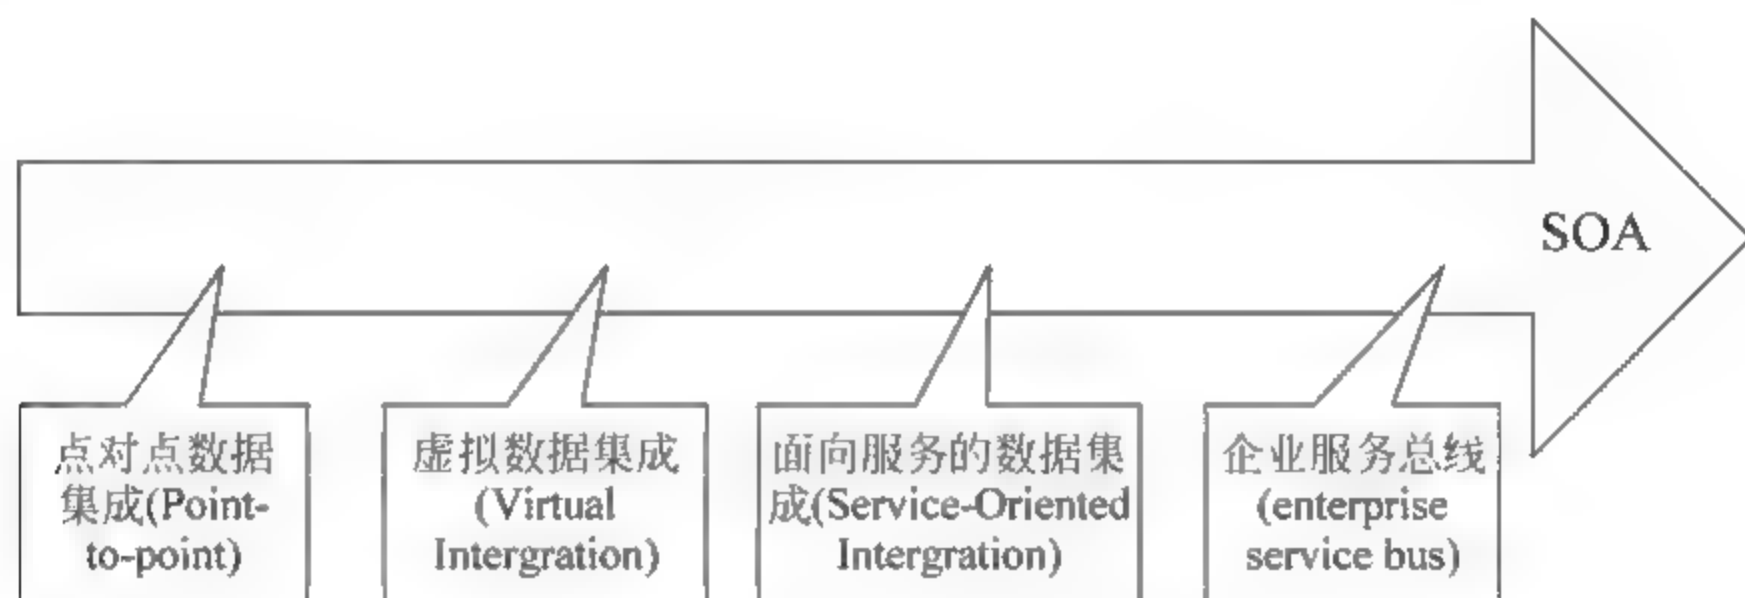 SOA
点对点数据
集成(Point-
to-point)
虚拟数据集成
(Virtual
Intergration)
面向服务的数据集
成(Service-Oriented
Intergration)
企业服务总线
(enterprise
service bus)